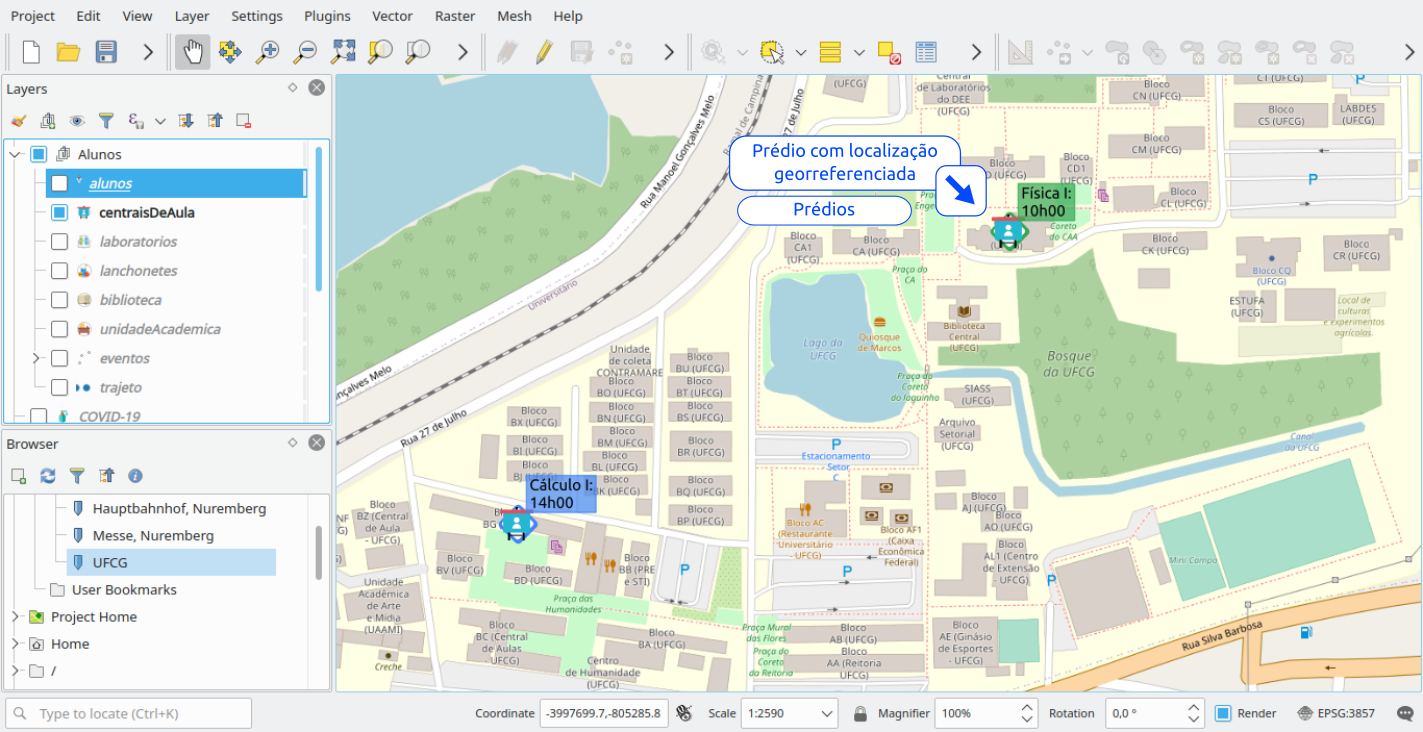 Project Edit View Layer Settings Plugins Vector Raster Mesh Help
Layers
Alunos
alunos
centraisDeAula
laboratorios
lanchonetes
biblioteca
unidadeAcademica
eventos
trajeto
COVID-19
Browser
Hauptbahnhof, Nuremberg
Messe, Nuremberg
UFCG
User Bookmarks
Project Home
Home
/
Prédio com localização
georreferenciada
Prédios
Física I:
10h00
Cálculo I:
14h00
Rua Manoel Gonçalves Melo
Ramal de Campina
27 de Julho
Universitário
nçalves Melo
Rua 27 de Julho
(UFCG)
Central
de Laboratórios
do DEE
(UFCG)
Bloco
CN (UFCG)
CT (UFCG)
P
Bloco
CS (UFCG)
LABDES
(UFCG)
Bloco
CM (UFCG)
Bloco
CD1
(UFCG)
P
Bloco
CL (UFCG)
Coreto
do CAA
Bloco
CA1
(UFCG)
Bloco
CA (UFCG)
Praça do
CA
Bloco
CK (UFCG)
Bloco CQ
(UFCG)
Bloco
CR (UFCG)
ESTUFA
(UFCG)
Local de
culturas
e experimentos
agrícolas.
Biblioteca
Central
(UFCG)
Quiosque
de Marcos
Lago da
UFCG
Bosque
da UFCG
Praça do
Coreto
do laguinho
SIASS
(UFCG)
Arquivo
Setorial
(UFCG)
Canal
da UFCG
Unidade
de coleta
CONTRAMARE
Bloco
BU (UFCG)
Bloco
BO (UFCG)
Bloco
BT (UFCG)
Bloco
BX (UFCG)
Bloco
BN (UFCG)
Bloco
BS (UFCG)
Bloco
BI (UFCG)
Bloco
BM (UFCG)
Bloco
BR (UFCG)
Bloco
BJ (UFCG)
Bloco
BL (UFCG)
BK (UFCG)
Bloco
BQ (UFCG)
Bloco
BP (UFCG)
P
Estacionamento
- Setor
C
Bloco AC
(Restaurante
Universitário
- UFCG)
Bloco AF1
(Caixa
Econômica
Federal)
Bloco
AJ (UFCG)
Bloco
AO (UFCG)
Bloco
AL1 (Centro
de Extensão
- UFCG)
Mini Campo
P
P
P
Bloco
BZ (Central
de Aula
- UFCG)
Bloco
BV (UFCG)
Bloco
BD (UFCG)
BB (PRE
e STI)
Praça das
Humanidades
Unidade
Acadêmica
de Arte
e Mídia
(UAAMI)
Creche
Bloco
BC (Central
de Aulas
- UFCG)
Bloco
BA (UFCG)
Centro
de Humanidade
(UFCG)
Praça Mural
das Flores
Praça do
Coreto
da Reitoria
Bloco
AB (UFCG)
Bloco
AA (Reitoria
UFCG)
Bloco
AE (Ginásio
de Esportes
- UFCG)
Rua Silva Barbosa
Type to locate (Ctrl+K) Coordinate -3997699.7,-805285.8 Scale 1:2590 Magnifier 100% Rotation 0,0 ° Render EPSG:3857